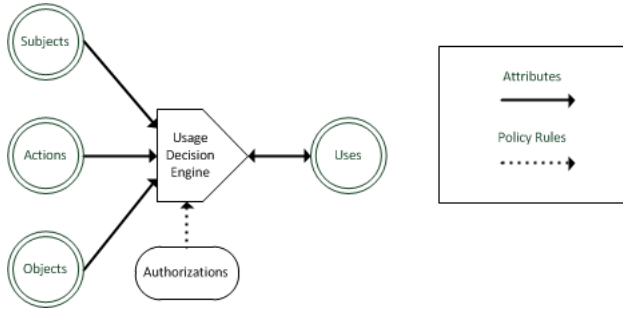 Subjects
Actions
Objects
Usage
Decision
Engine
Authorizations
Uses
Attributes
Policy Rules